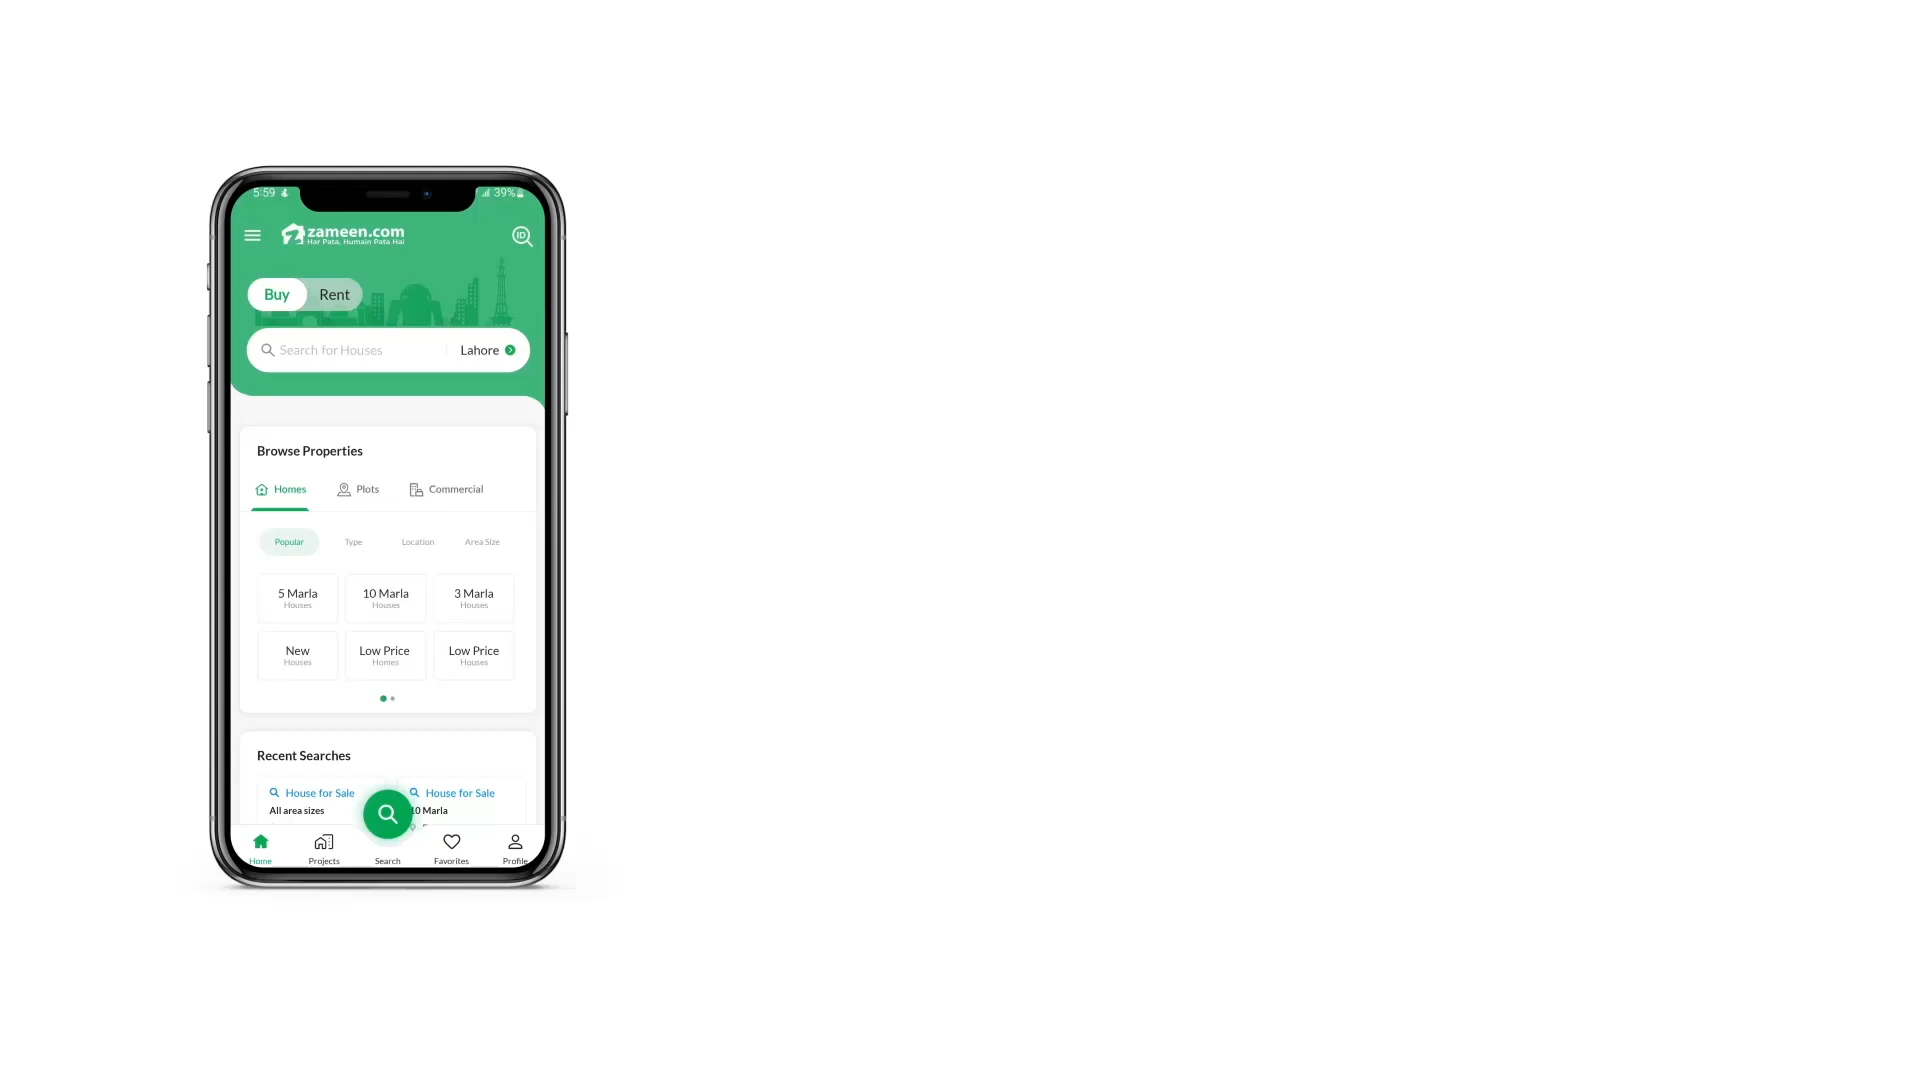 5:59
39%
zameen.com
Har Pata, Humain Pata Hai
ID
Buy Rent
Search for Houses Lahore
Browse Properties
Homes Plots Commercial
Popular Type Location Area Size
5 Marla 10 Marla 3 Marla
Houses Houses Houses
New Low Price Low Price
Houses Homes Houses
Recent Searches
House for Sale House for Sale
All area sizes 10 Marla
Home Projects Search Favorites Profile